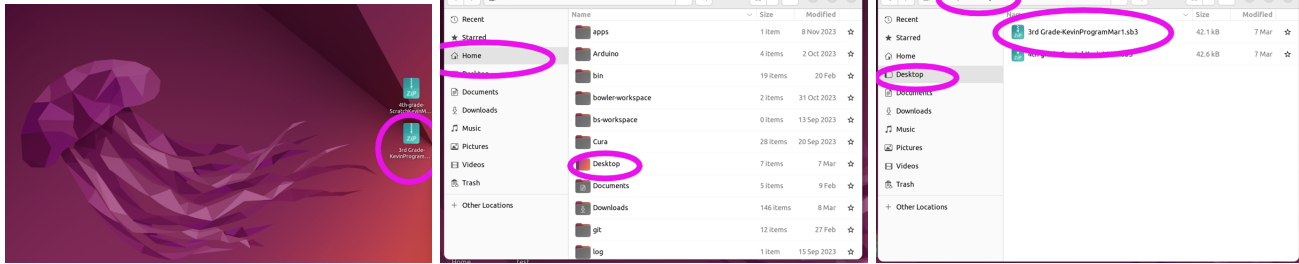 ZIP
4th-grade-
ScratchKevinM...
ZIP
3rd Grade-
KevinProgram...
Recent
Starred
Home
Desktop
Documents
Downloads
Music
Pictures
Videos
Trash
+ Other Locations
Name Size Modified
apps 1 item 8 Nov 2023
Arduino 4 items 2 Oct 2023
bin 19 items 20 Feb
bowler-workspace 2 items 31 Oct 2023
bs-workspace 0 items 13 Sep 2023
Cura 28 items 20 Sep 2023
Desktop 7 items 7 Mar
Documents 5 items 9 Feb
Downloads 146 items 8 Mar
git 12 items 27 Feb
log 1 item 15 Sep 2023
Home Test
Recent
Starred
Home
Desktop
Documents
Downloads
Music
Pictures
Videos
Trash
+ Other Locations
Name Size Modified
3rd Grade-KevinProgramMar1.sb3 42.1 kB 7 Mar
42.6 kB 7 Mar